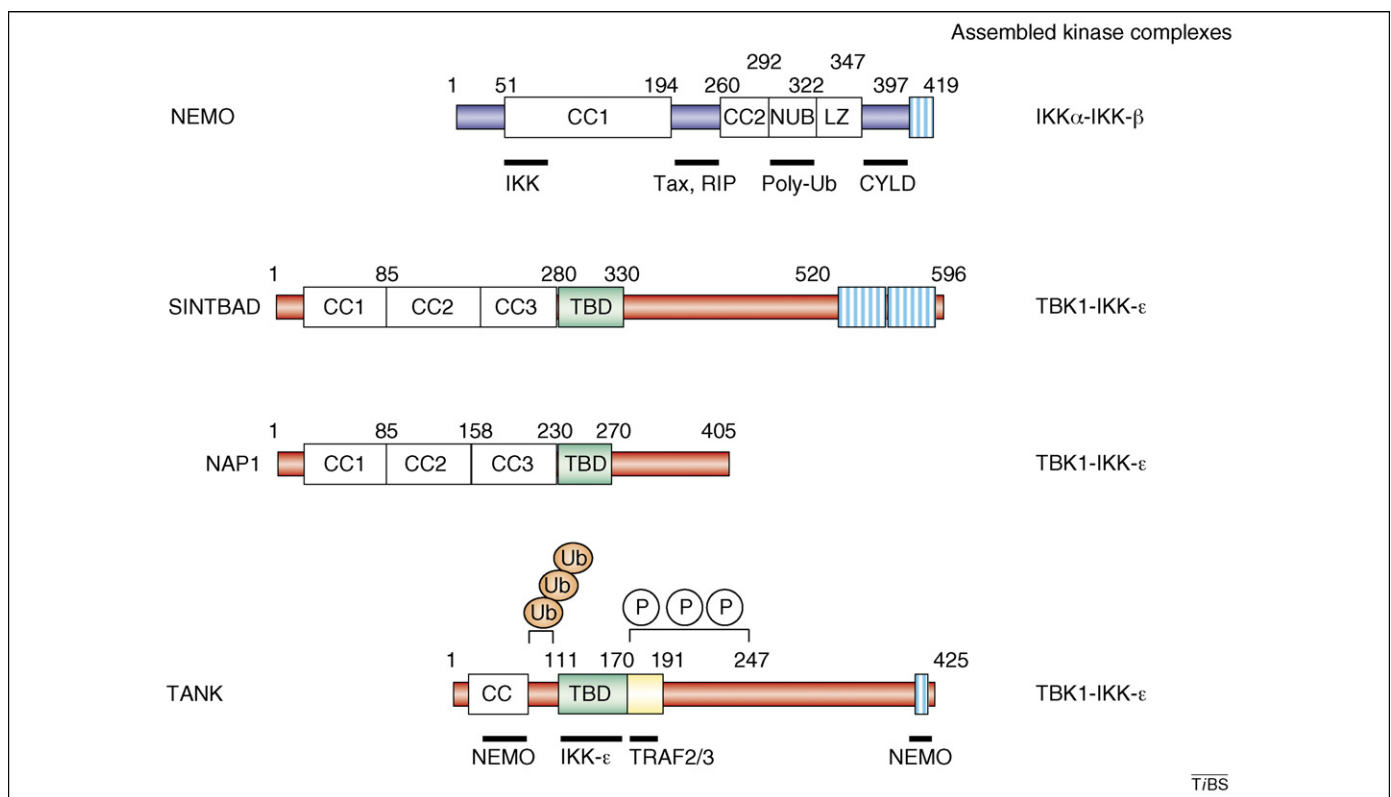 Assembled kinase complexes
292 347
1 51 194 260 322 397 419
NEMO CC1 CC2 NUB LZ IKKα-IKK-β
IKK Tax, RIP Poly-Ub CYLD
1 85 280 330 520 596
SINTBAD CC1 CC2 CC3 TBD TBK1-IKK-ε
1 85 158 230 270 405
NAP1 CC1 CC2 CC3 TBD TBK1-IKK-ε
Ub
Ub
Ub P P P
1 111 170 191 247 425
TANK CC TBD TBK1-IKK-ε
NEMO IKK-ε TRAF2/3 NEMO
TiBS